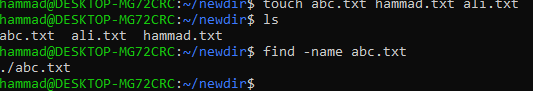 hammad@DESKTOP-MG72CRC:~/newdir$ touch abc.txt hammad.txt ali.txt
hammad@DESKTOP-MG72CRC:~/newdir$ ls
abc.txt  ali.txt  hammad.txt
hammad@DESKTOP-MG72CRC:~/newdir$ find -name abc.txt
./abc.txt
hammad@DESKTOP-MG72CRC:~/newdir$